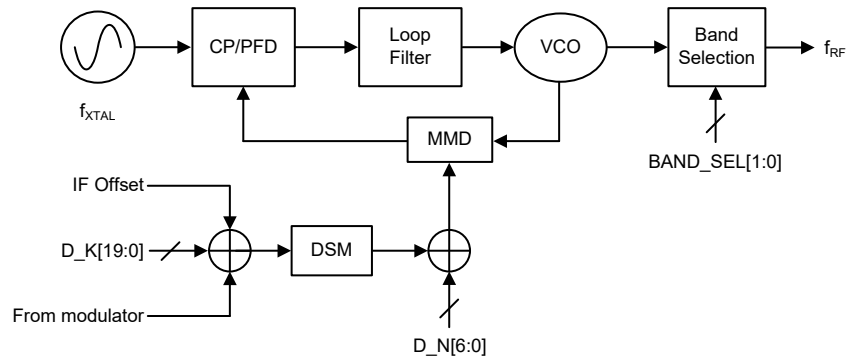 CP/PFD
Loop
Filter
VCO
Band
Selection
f_RF
f_XTAL
MMD
BAND_SEL[1:0]
IF Offset
D_K[19:0]
DSM
From modulator
D_N[6:0]